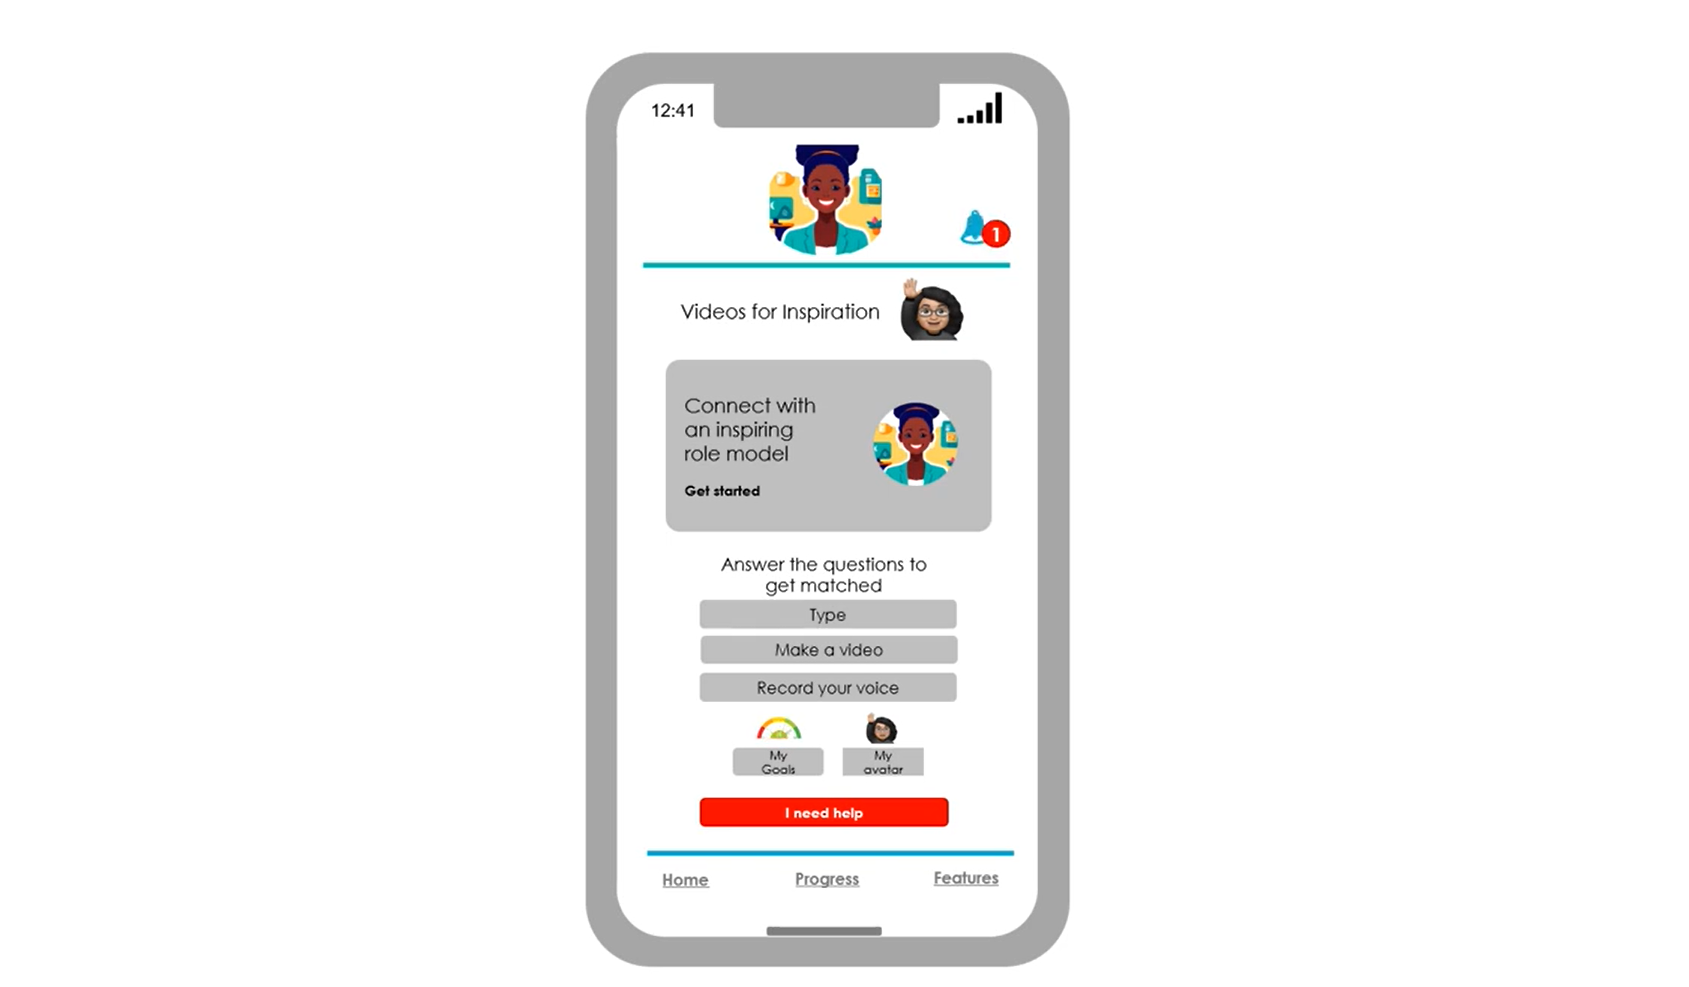 12:41
1
Videos for Inspiration
Connect with
an inspiring
role model
Get started
Answer the questions to
get matched
Type
Make a video
Record your voice
My
Goals
My
avatar
I need help
Home
Progress
Features